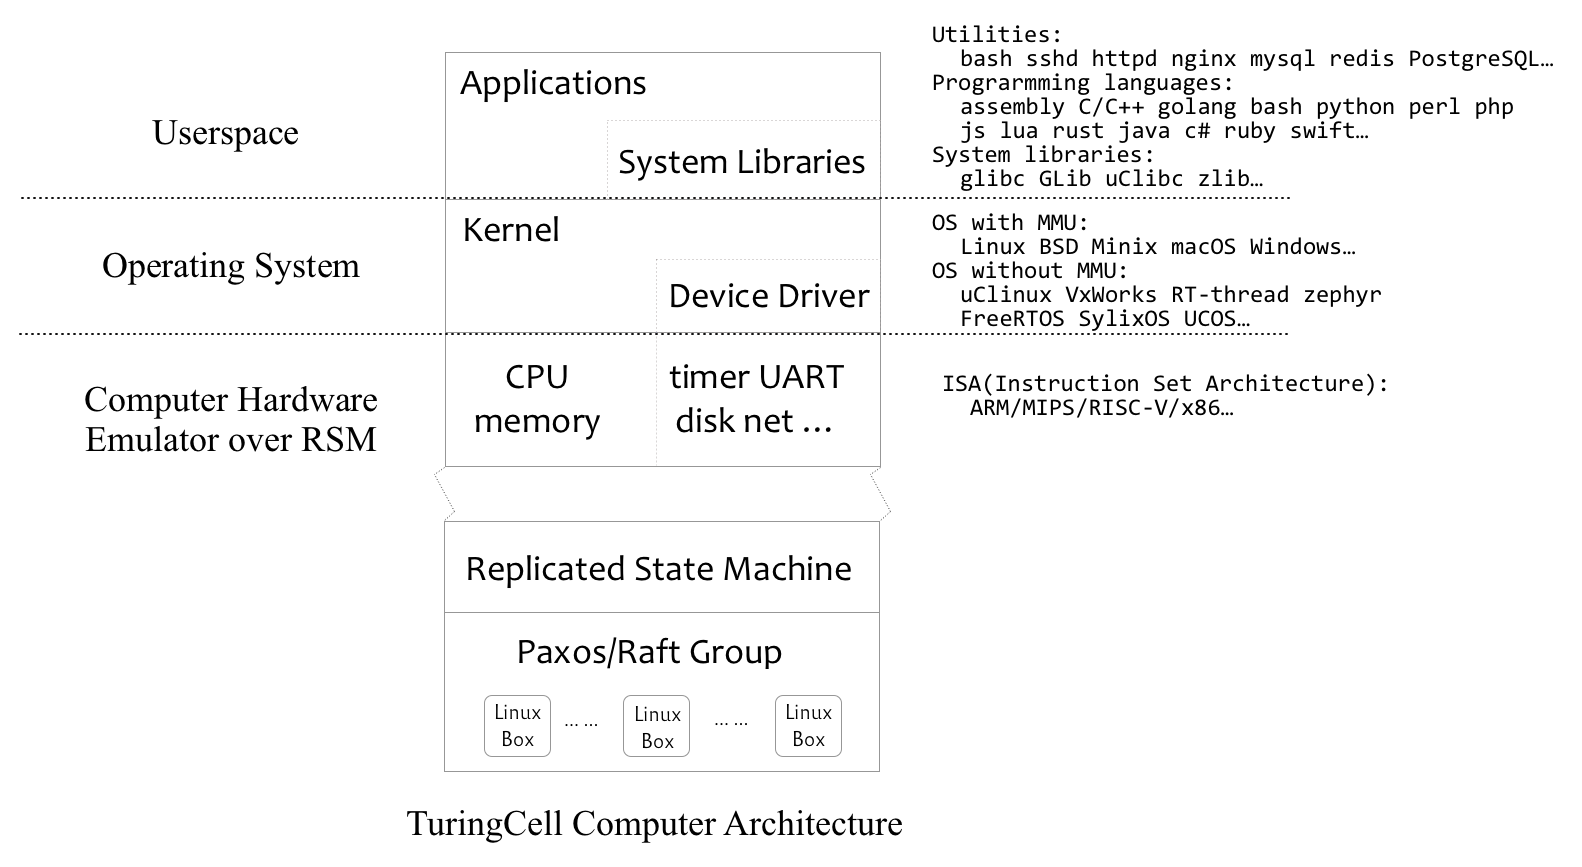 Utilities:
bash sshd httpd nginx mysql redis PostgreSQL…
Programming languages:
assembly C/C++ golang bash python perl php
js lua rust java c# ruby swift…
System libraries:
glibc GLib uClibc zlib…
Applications
Userspace
System Libraries
Kernel
Operating System
Device Driver
OS with MMU:
Linux BSD Minix macOS Windows…
OS without MMU:
uClinux VxWorks RT-thread zephyr
FreeRTOS SylixOS UCOS…
Computer Hardware
Emulator over RSM
CPU
memory
timer UART
disk net …
ISA(Instruction Set Architecture):
ARM/MIPS/RISC-V/x86…
Replicated State Machine
Paxos/Raft Group
Linux
Box
... ...
Linux
Box
... ...
Linux
Box
TuringCell Computer Architecture